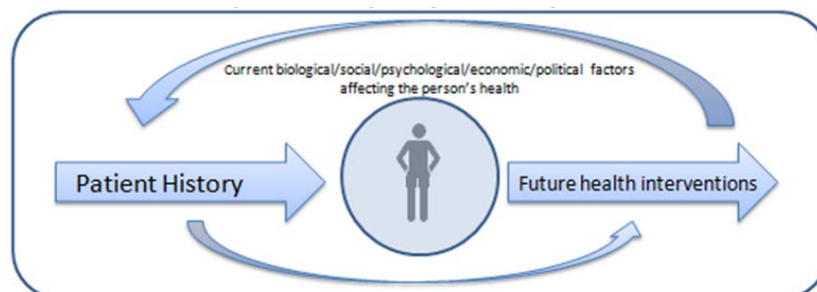 Current biological/social/psychological/economic/political factors
affecting the person's health
Patient History
Future health interventions